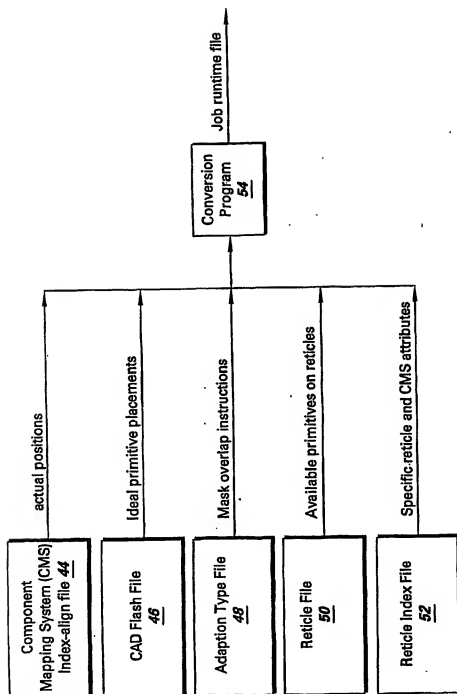 Component
Mapping System (CMS)
Index-align file 44
actual positions
CAD Flash File
46
Ideal primitive placements
Adaption Type File
48
Mask overlap instructions
Reticle File
50
Available primitives on reticles
Reticle Index File
52
Specific reticle and CMS attributes
Conversion
Program
54
Job runtime file